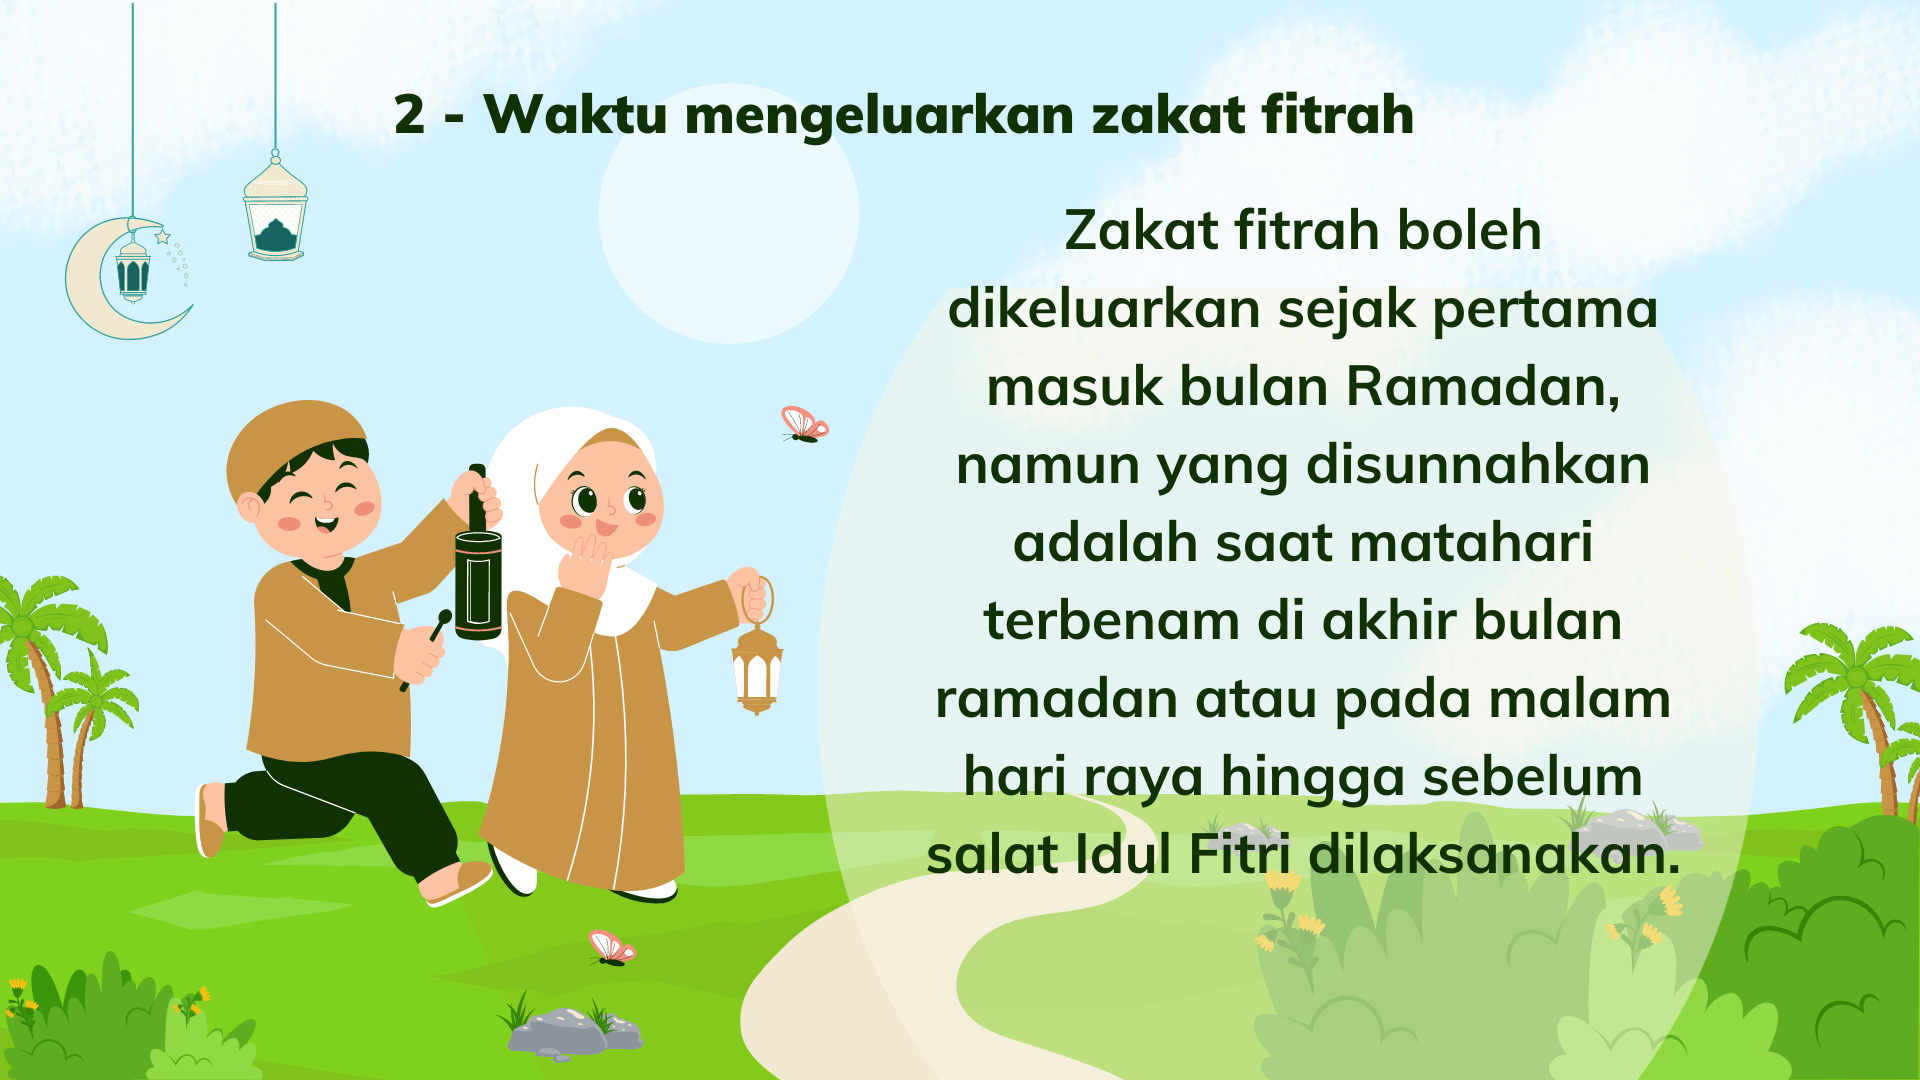 2 - Waktu mengeluarkan zakat fitrah
Zakat fitrah boleh
dikeluarkan sejak pertama
masuk bulan Ramadan,
namun yang disunnahkan
adalah saat matahari
terbenam di akhir bulan
ramadan atau pada malam
hari raya hingga sebelum
salat Idul Fitri dilaksanakan.